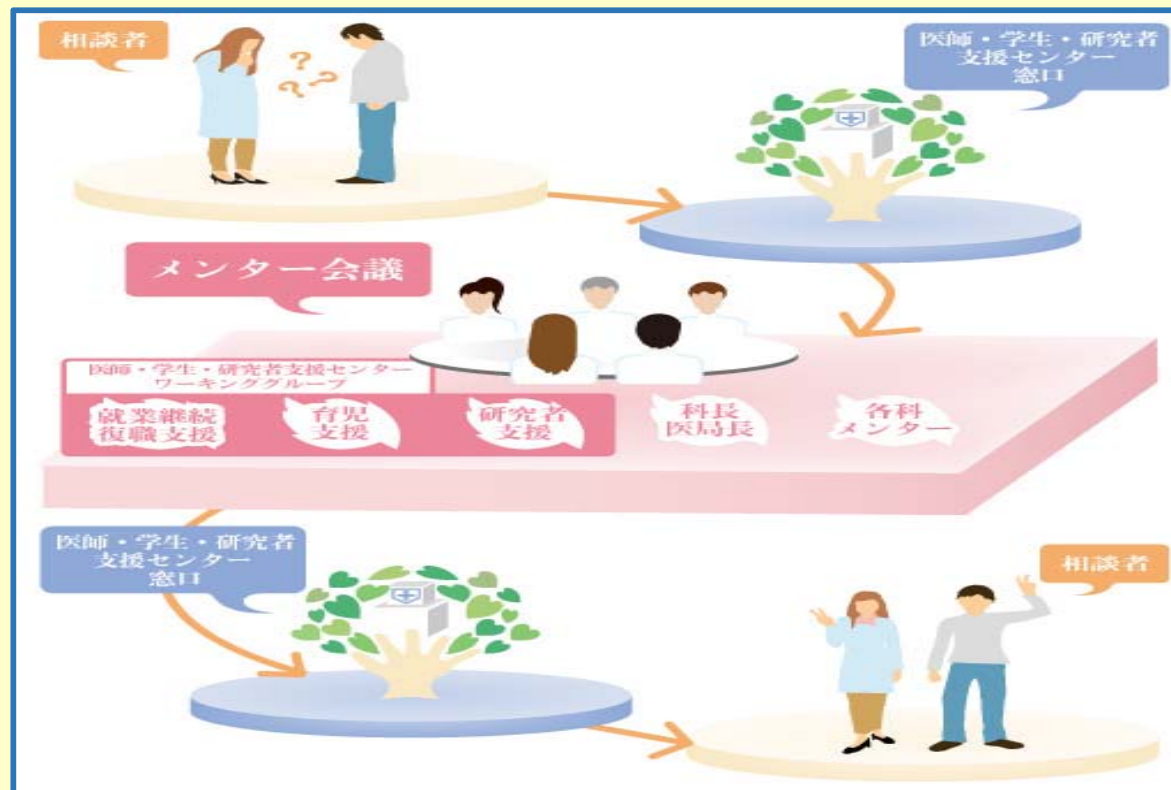 相談者
医師・学生・研究者
支援センター
窓口
? ? ?
メンター会議
医師・学生・研究者支援センター
ワーキンググループ
就業継続
復職支援
育児
支援
研究者
支援
科長
医局長
各科
メンター
医師・学生・研究者
支援センター
窓口
相談者